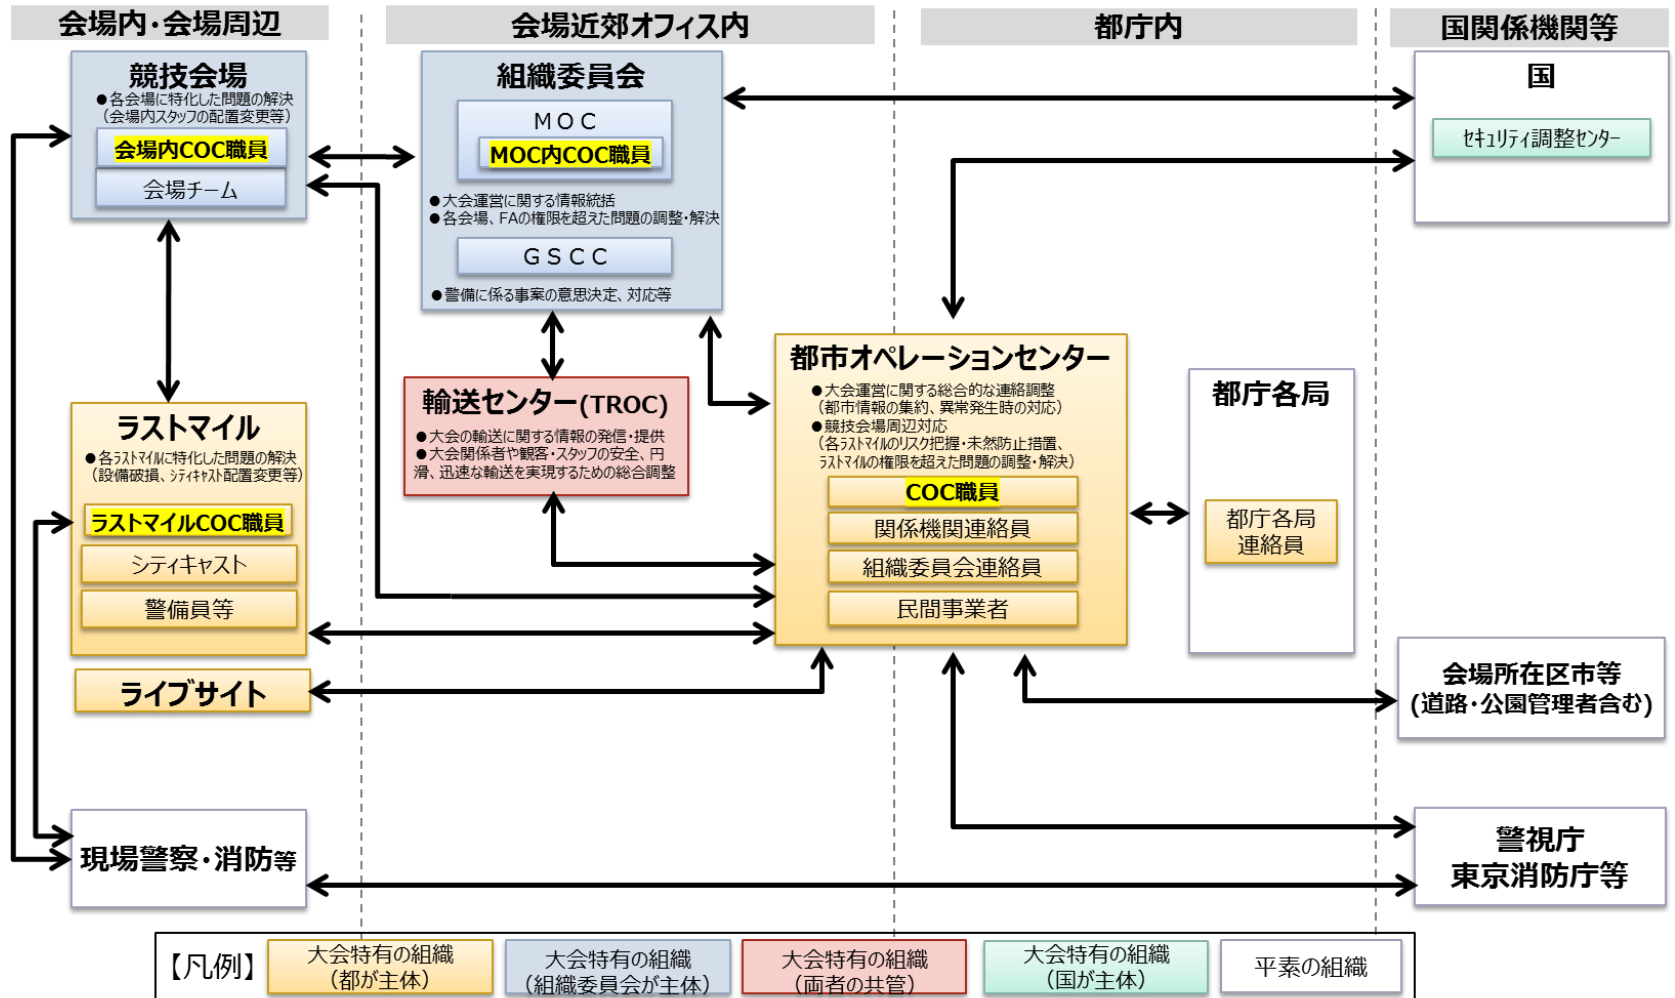 会場内・会場周辺
会場近郊オフィス内
都庁内
国関係機関等
競技会場
●各会場に特化した問題の解決
（会場内スタッフの配置変更等）
会場内COC職員
会場チーム
組織委員会
ＭＯＣ
MOC内COC職員
●大会運営に関する情報統括
●各会場、FAの権限を超えた問題の調整・解決
ＧＳＣＣ
●警備に係る事案の意思決定、対応等
国
セキュリティ調整センター
都市オペレーションセンター
●大会運営に関する総合的な連絡調整
（都市情報の集約、異常発生時の対応）
●競技会場周辺対応
（各ラストマイルのリスク把握・未然防止措置、
ラストマイルの権限を超えた問題の調整・解決）
COC職員
関係機関連絡員
組織委員会連絡員
民間事業者
都庁各局
都庁各局
連絡員
輸送センター(TROC)
●大会の輸送に関する情報の発信・提供
●大会関係者や観客・スタッフの安全、円
滑、迅速な輸送を実現するための総合調整
ラストマイル
●各ラストマイルに特化した問題の解決
（設備破損、シティキャスト配置変更等）
ラストマイルCOC職員
シティキャスト
警備員等
ライブサイト
会場所在区市等
(道路・公園管理者含む)
現場警察・消防等
警視庁
東京消防庁等
【凡例】
大会特有の組織
（都が主体）
大会特有の組織
（組織委員会が主体）
大会特有の組織
（両者の共管）
大会特有の組織
（国が主体）
平素の組織